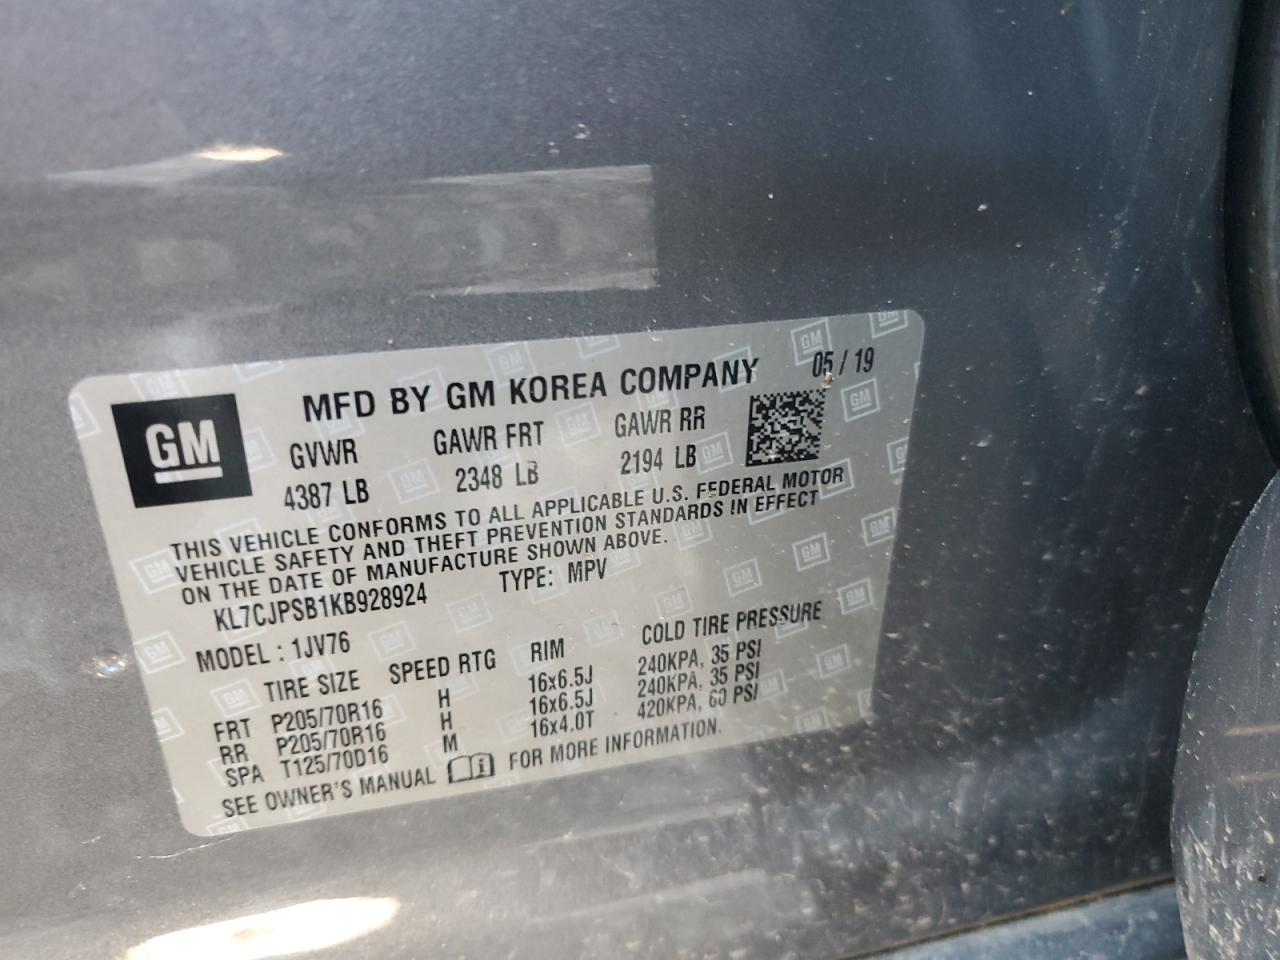 GM
MFD BY GM KOREA COMPANY 05 / 19
GVWR GAWR FRT GAWR RR
4387 LB 2348 LB 2194 LB
THIS VEHICLE CONFORMS TO ALL APPLICABLE U.S. FEDERAL MOTOR
VEHICLE SAFETY AND THEFT PREVENTION STANDARDS IN EFFECT
ON THE DATE OF MANUFACTURE SHOWN ABOVE.
KL7CJPSB1KB928924 TYPE: MPV
MODEL : 1JV76
TIRE SIZE SPEED RTG RIM COLD TIRE PRESSURE
FRT P205/70R16 H 16x6.5J 240KPA, 35 PSI
RR P205/70R16 H 16x6.5J 240KPA, 35 PSI
SPA T125/70D16 M 16x4.0T 420KPA, 60 PSI
SEE OWNER'S MANUAL i FOR MORE INFORMATION.